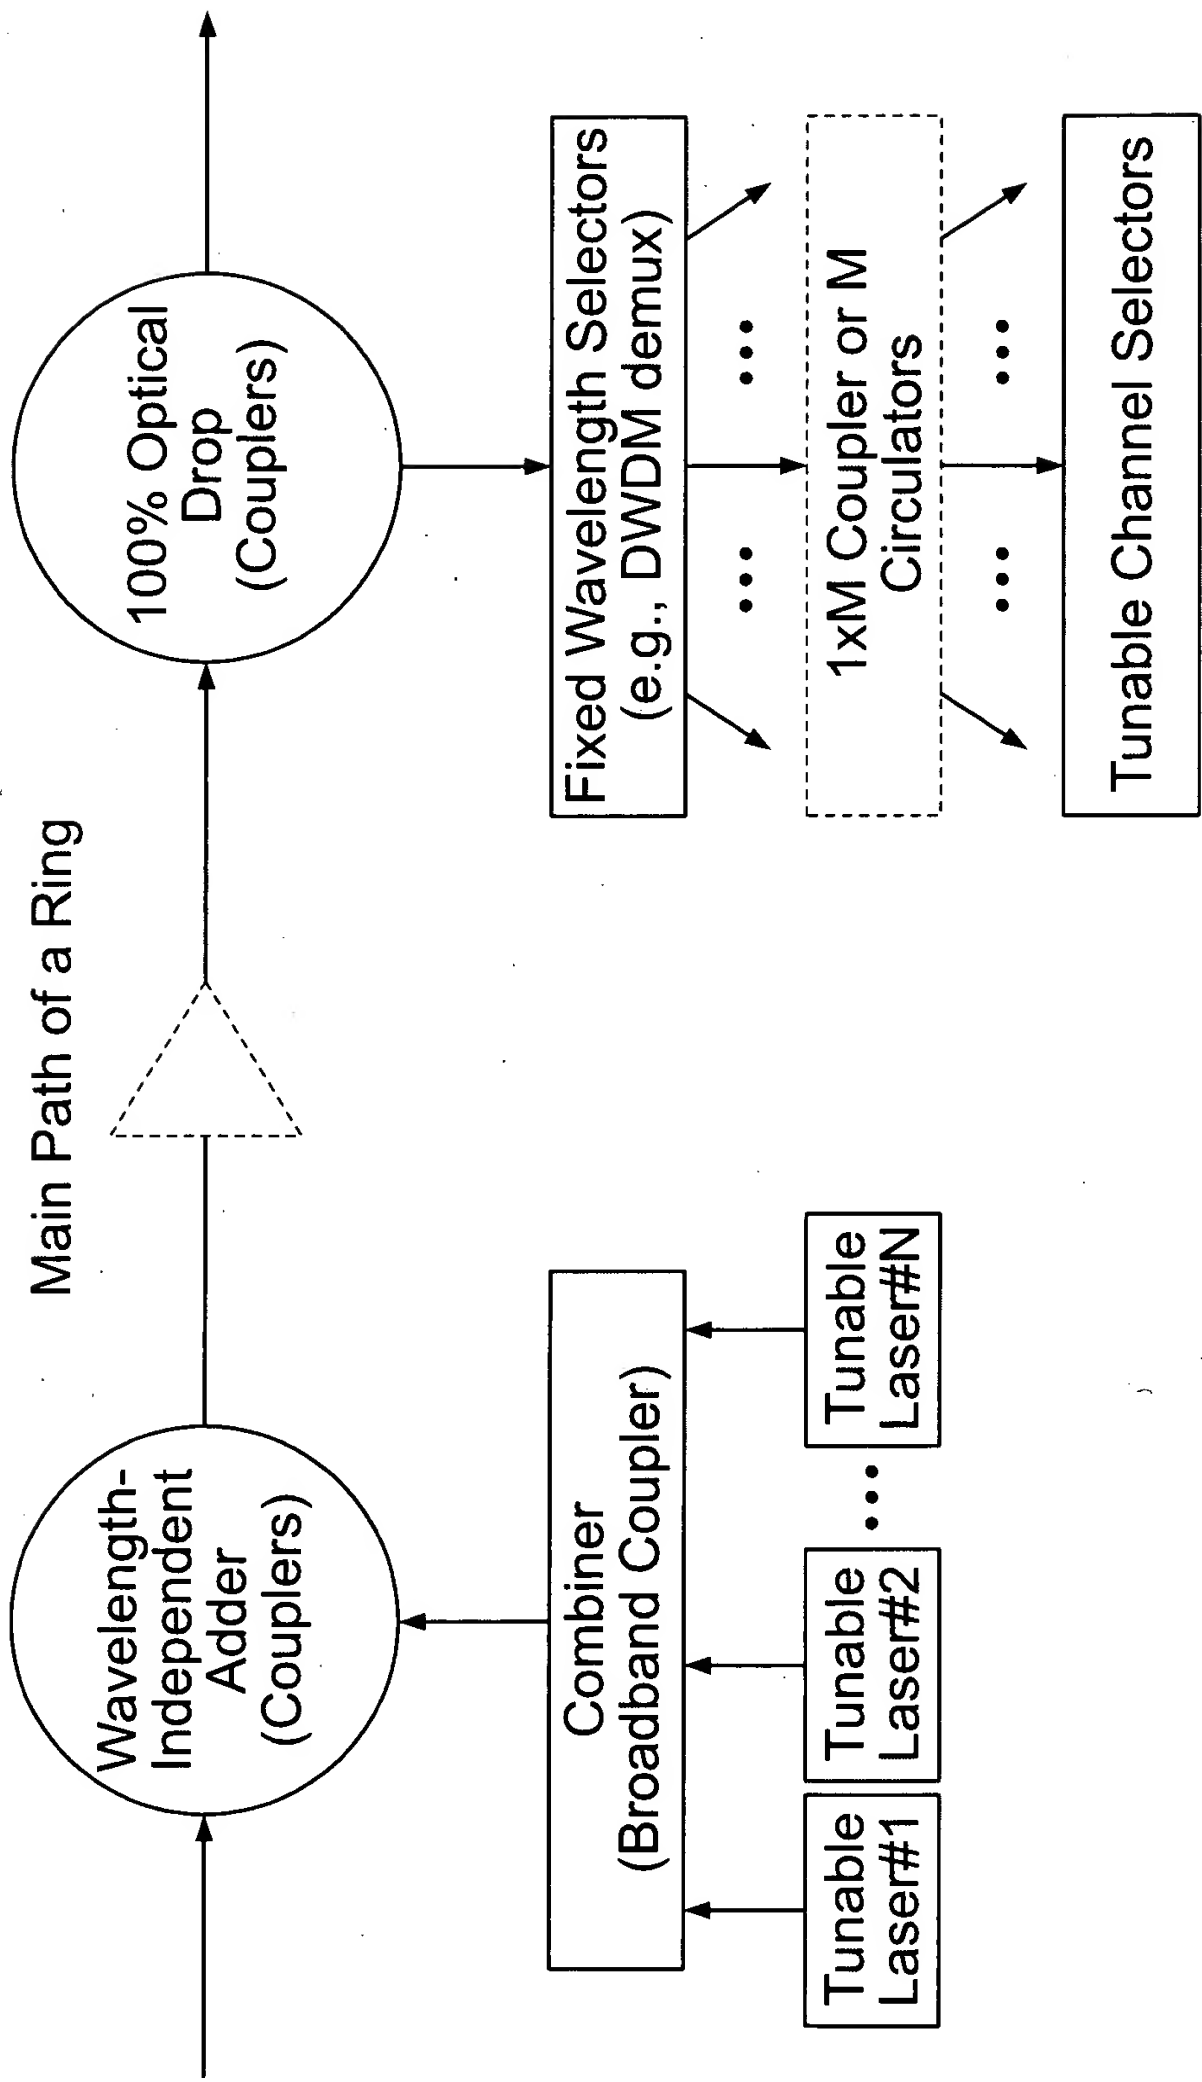 Main Path of a Ring
Wavelength-
Independent
Adder
(Couplers)
100% Optical
Drop
(Couplers)
Combiner
(Broadband Coupler)
Tunable
Laser#1
Tunable
Laser#2
•••
Tunable
Laser#N
Fixed Wavelength Selectors
(e.g., DWDM demux)
•••
•••
1xM Coupler or M
Circulators
•••
•••
Tunable Channel Selectors